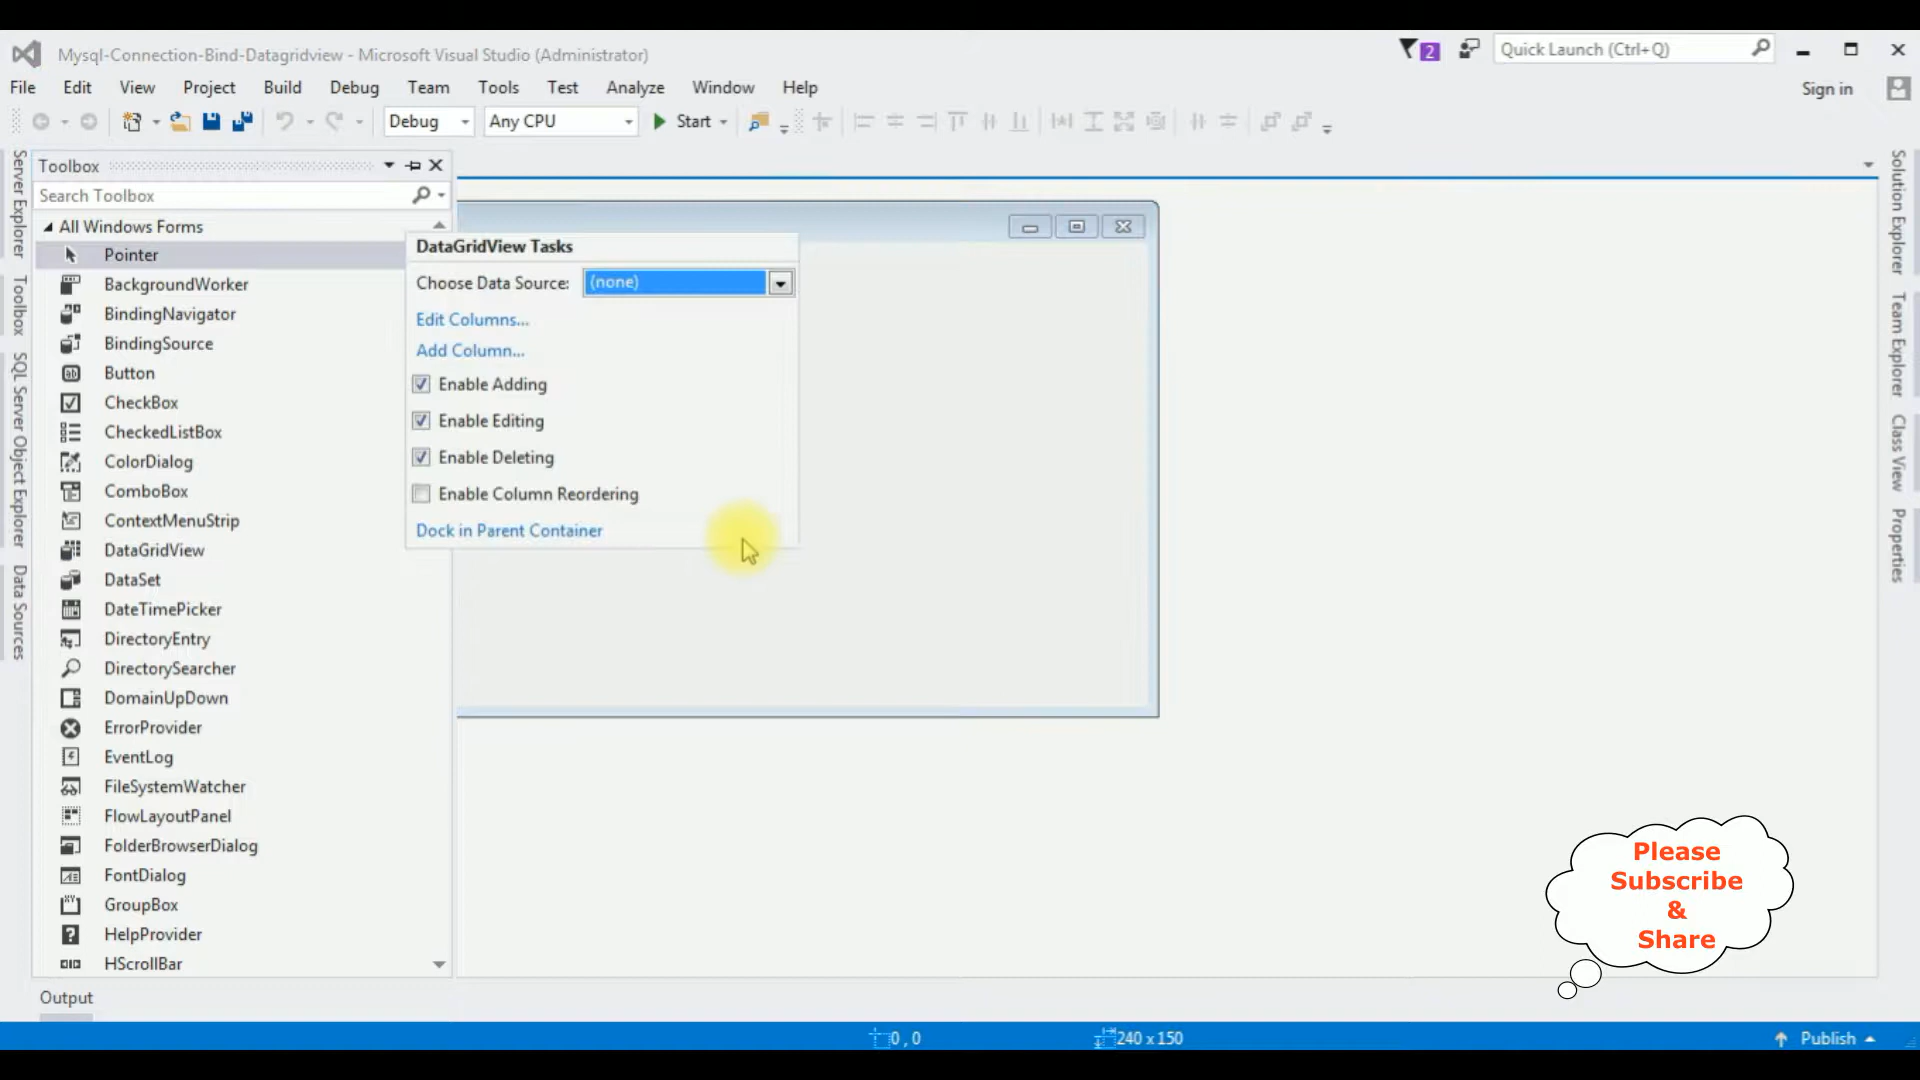 Mysql-Connection-Bind-Datagridview - Microsoft Visual Studio (Administrator)
2
Quick Launch (Ctrl+Q)
File Edit View Project Build Debug Team Tools Test Analyze Window Help
Sign in
Debug
Any CPU
Start
Server Explorer
Toolbox
SQL Server Object Explorer
Data Sources
Toolbox
Search Toolbox
All Windows Forms
Pointer
BackgroundWorker
BindingNavigator
BindingSource
Button
CheckBox
CheckedListBox
ColorDialog
ComboBox
ContextMenuStrip
DataGridView
DataSet
DateTimePicker
DirectoryEntry
DirectorySearcher
DomainUpDown
ErrorProvider
EventLog
FileSystemWatcher
FlowLayoutPanel
FolderBrowserDialog
FontDialog
GroupBox
HelpProvider
HScrollBar
DataGridView Tasks
Choose Data Source: (none)
Edit Columns...
Add Column...
Enable Adding
Enable Editing
Enable Deleting
Enable Column Reordering
Dock in Parent Container
Solution Explorer
Team Explorer
Class View
Properties
Please
Subscribe
&
Share
Output
0 , 0
240 x 150
Publish